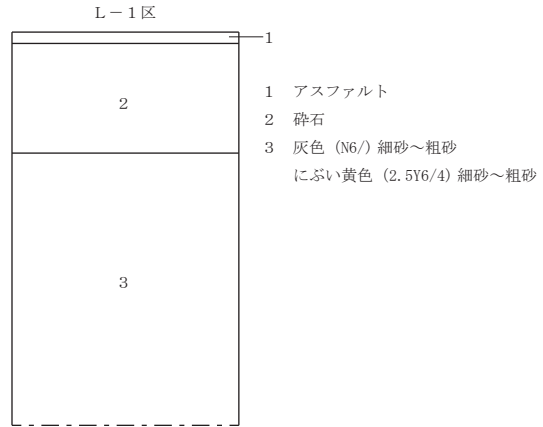 L－1区
1
2
3
1 アスファルト
2 砕石
3 灰色 (N6/) 細砂～粗砂
にぶい黄色 (2.5Y6/4) 細砂～粗砂